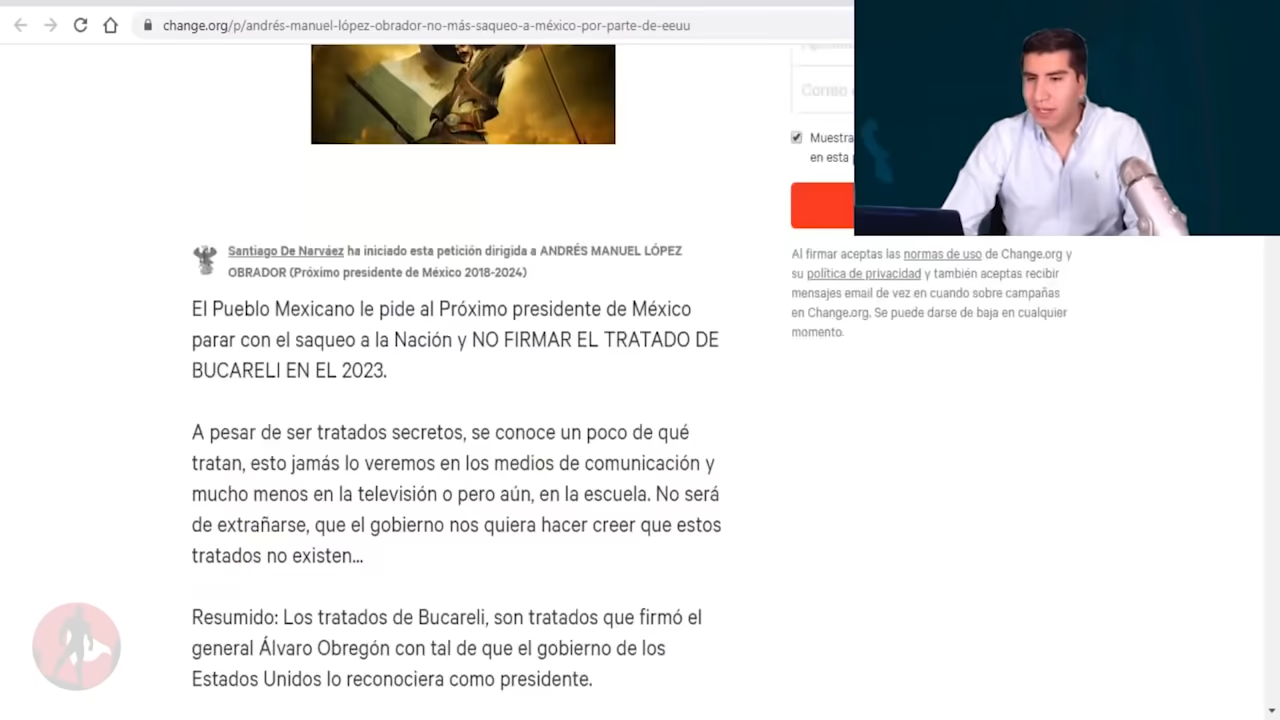 change.org/p/andrés-manuel-lópez-obrador-no-más-saqueo-a-méxico-por-parte-de-eeuu
Santiago De Narváez ha iniciado esta petición dirigida a ANDRÉS MANUEL LÓPEZ
OBRADOR (Próximo presidente de México 2018-2024)
El Pueblo Mexicano le pide al Próximo presidente de México
parar con el saqueo a la Nación y NO FIRMAR EL TRATADO DE
BUCARELI EN EL 2023.
A pesar de ser tratados secretos, se conoce un poco de qué
tratan, esto jamás lo veremos en los medios de comunicación y
mucho menos en la televisión o pero aún, en la escuela. No será
de extrañarse, que el gobierno nos quiera hacer creer que estos
tratados no existen...
Resumido: Los tratados de Bucareli, son tratados que firmó el
general Álvaro Obregón con tal de que el gobierno de los
Estados Unidos lo reconociera como presidente.
Correo
Muestra
en esta
Al firmar aceptas las normas de uso de Change.org y
su política de privacidad y también aceptas recibir
mensajes email de vez en cuando sobre campañas
en Change.org. Se puede darse de baja en cualquier
momento.